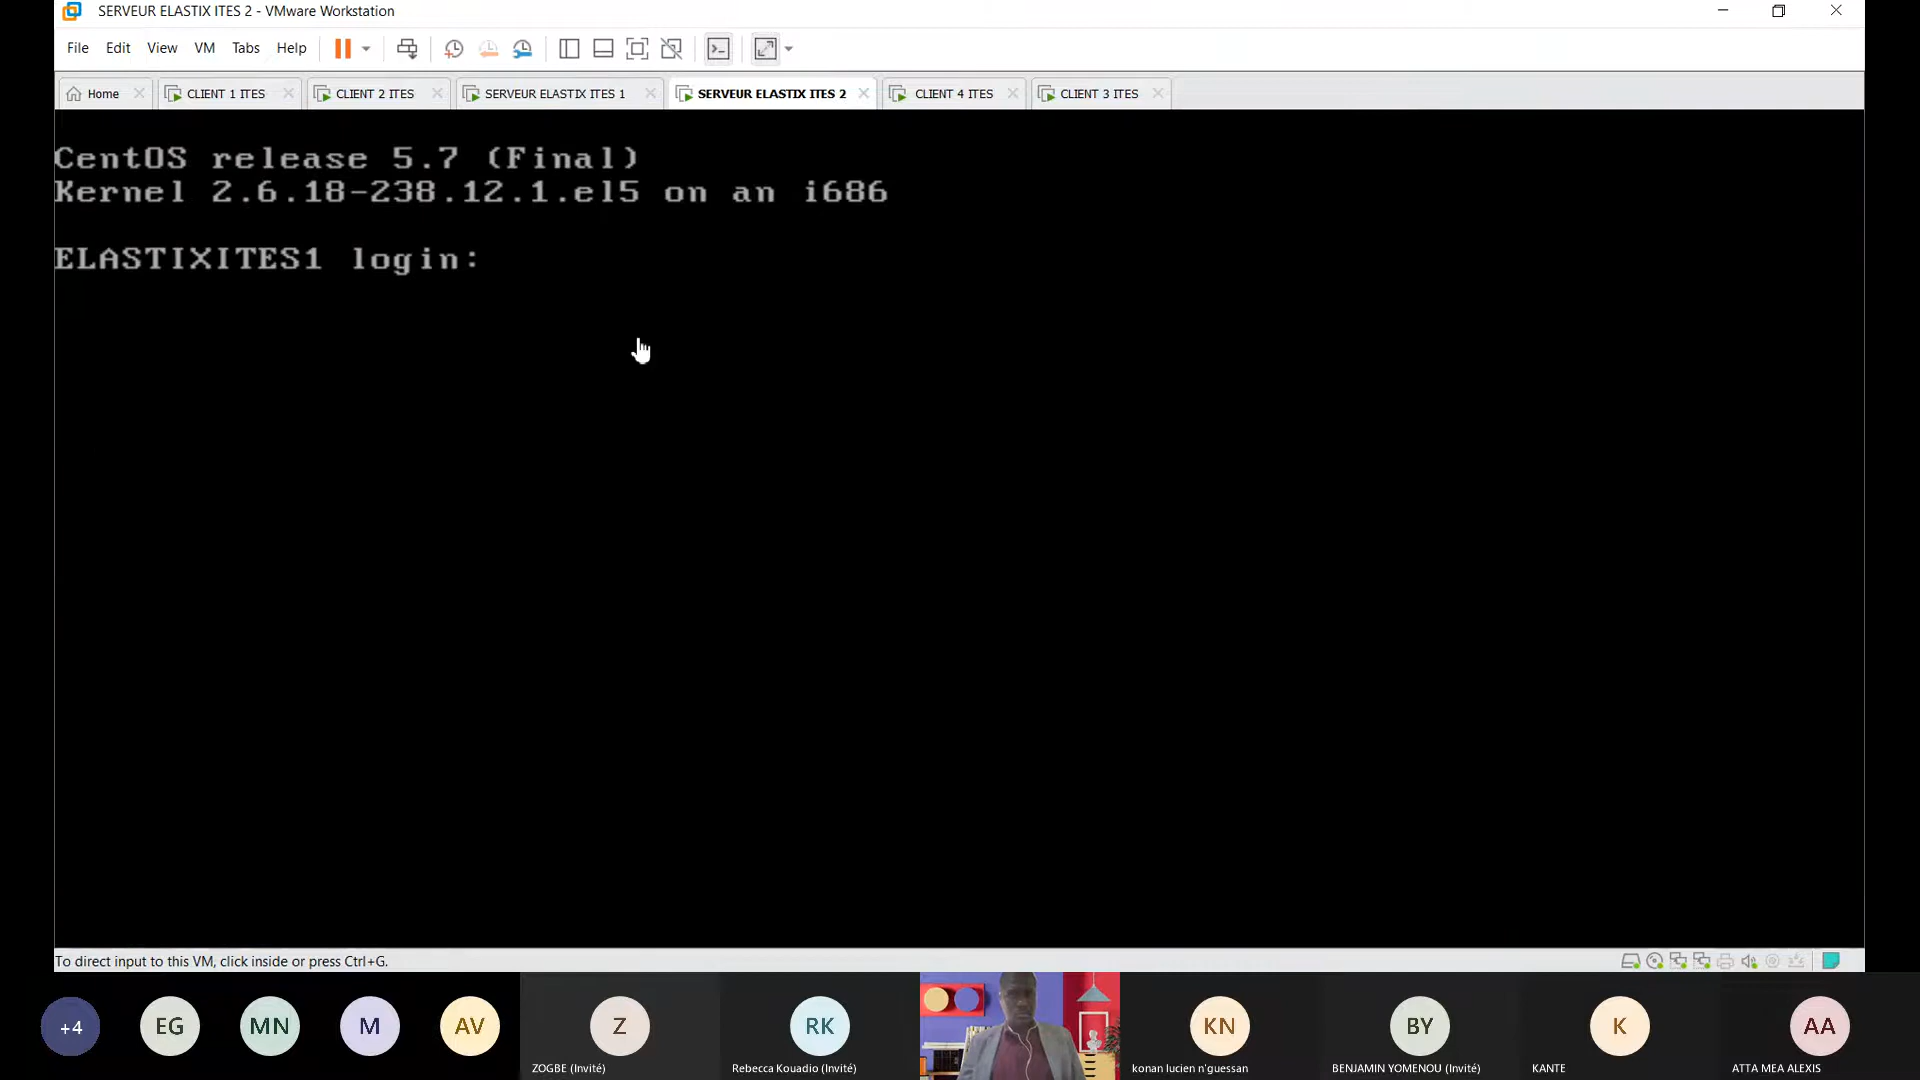 SERVEUR ELASTIX ITES 2 - VMware Workstation
File Edit View VM Tabs Help
Home CLIENT 1 ITES CLIENT 2 ITES SERVEUR ELASTIX ITES 1 SERVEUR ELASTIX ITES 2 CLIENT 4 ITES CLIENT 3 ITES
CentOS release 5.7 (Final)
Kernel 2.6.18-238.12.1.el5 on an i686
ELASTIXITES1 login:
To direct input to this VM, click inside or press Ctrl+G.
+4 EG MN M AV Z RK KN BY K AA
ZOGBE (Invité) Rebecca Kouadio (Invité) konan lucien n'guessan BENJAMIN YOMENOU (Invité) KANTE ATTA MEA ALEXIS